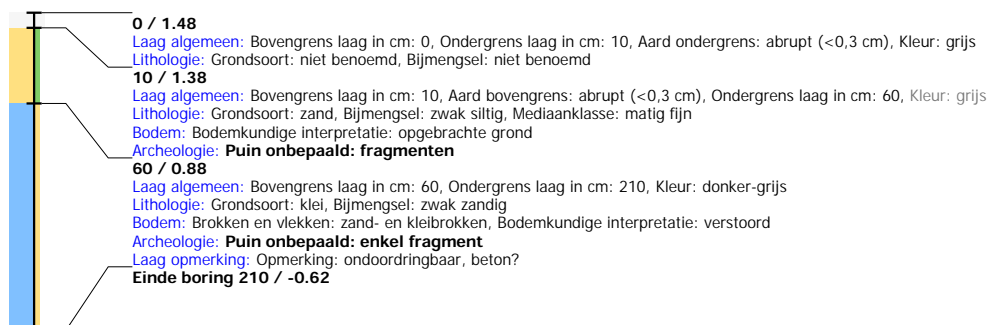 0 / 1.48
Laag algemeen: Bovengrens laag in cm: 0, Ondergrens laag in cm: 10, Aard ondergrens: abrupt (<0,3 cm), Kleur: grijs
Lithologie: Grondsoort: niet benoemd, Bijmengsel: niet benoemd
10 / 1.38
Laag algemeen: Bovengrens laag in cm: 10, Aard bovengrens: abrupt (<0,3 cm), Ondergrens laag in cm: 60, Kleur: grijs
Lithologie: Grondsoort: zand, Bijmengsel: zwak siltig, Mediaanklasse: matig fijn
Bodem: Bodemkundige interpretatie: opgebrachte grond
Archeologie: Puin onbepaald: fragmenten
60 / 0.88
Laag algemeen: Bovengrens laag in cm: 60, Ondergrens laag in cm: 210, Kleur: donker-grijs
Lithologie: Grondsoort: klei, Bijmengsel: zwak zandig
Bodem: Brokken en vlekken: zand- en kleibrokken, Bodemkundige interpretatie: verstoord
Archeologie: Puin onbepaald: enkel fragment
Laag opmerking: Opmerking: ondoordringbaar, beton?
Einde boring 210 / -0.62